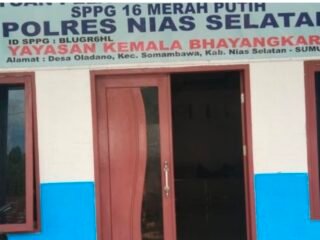 SPPG 16 MERAH PUTIH
POLRES NIAS SELATAN
ID SPPG : BLUGR6HL
YAYASAN KEMALA BHAYANGKAR
Alamat : Desa Oladano, Kec. Somambawa, Kab. Nias Selatan - SUMU